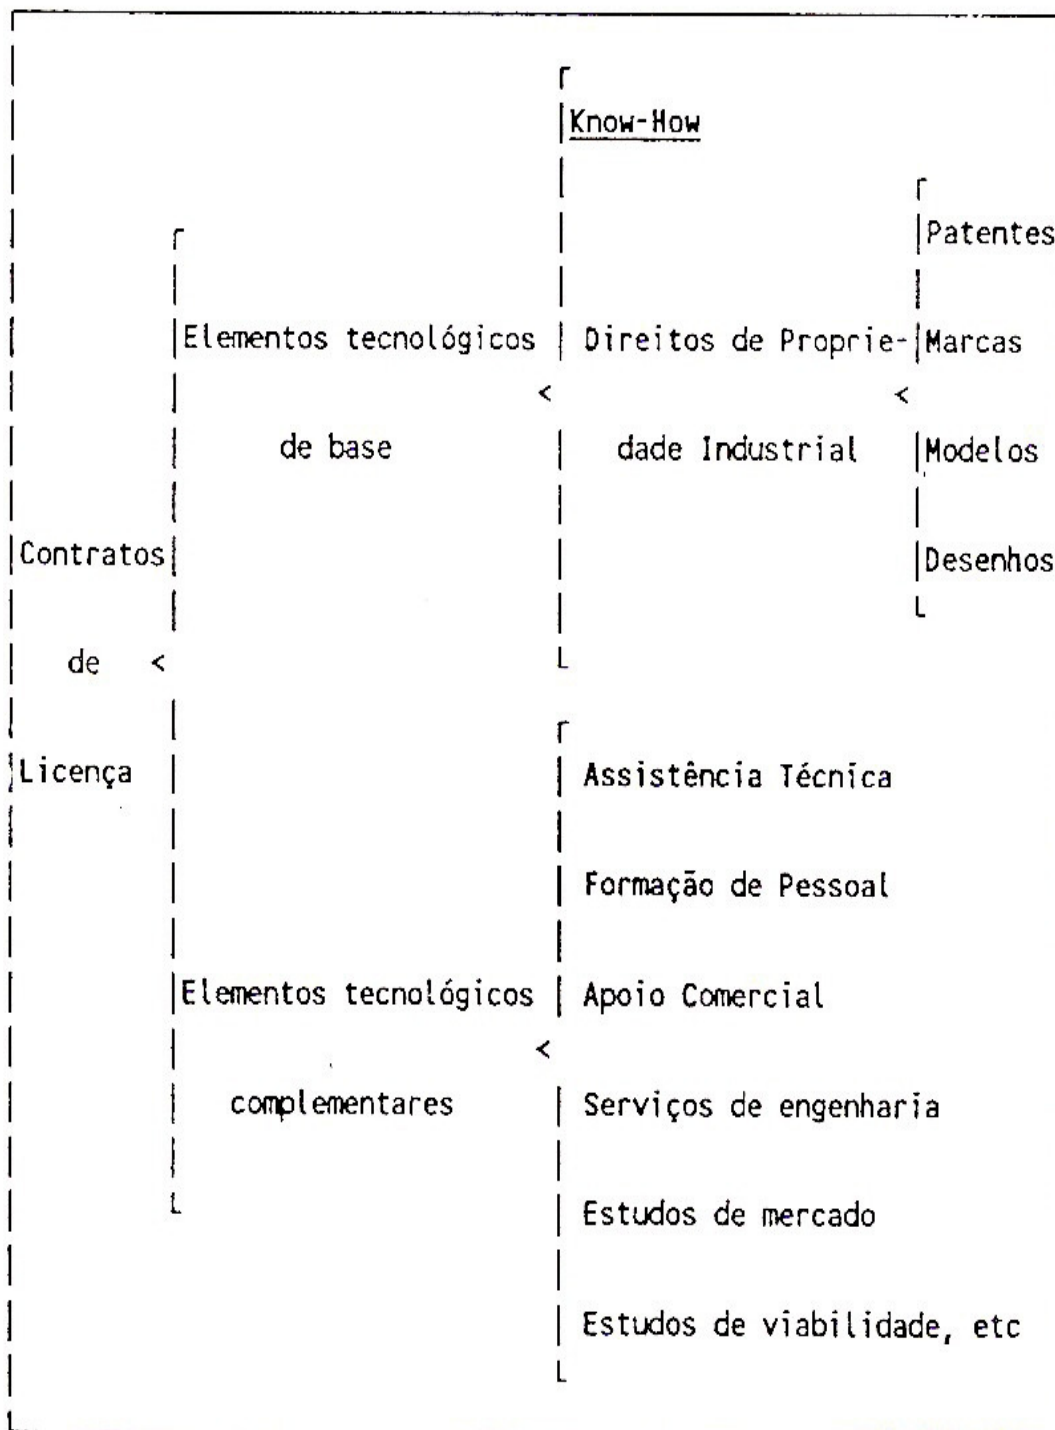 Know-How
Patentes
Elementos tecnológicos Direitos de Proprie- Marcas
de base dade Industrial Modelos
Contratos Desenhos
de
Licença Assistência Técnica
Formação de Pessoal
Elementos tecnológicos Apoio Comercial
complementares Serviços de engenharia
Estudos de mercado
Estudos de viabilidade, etc